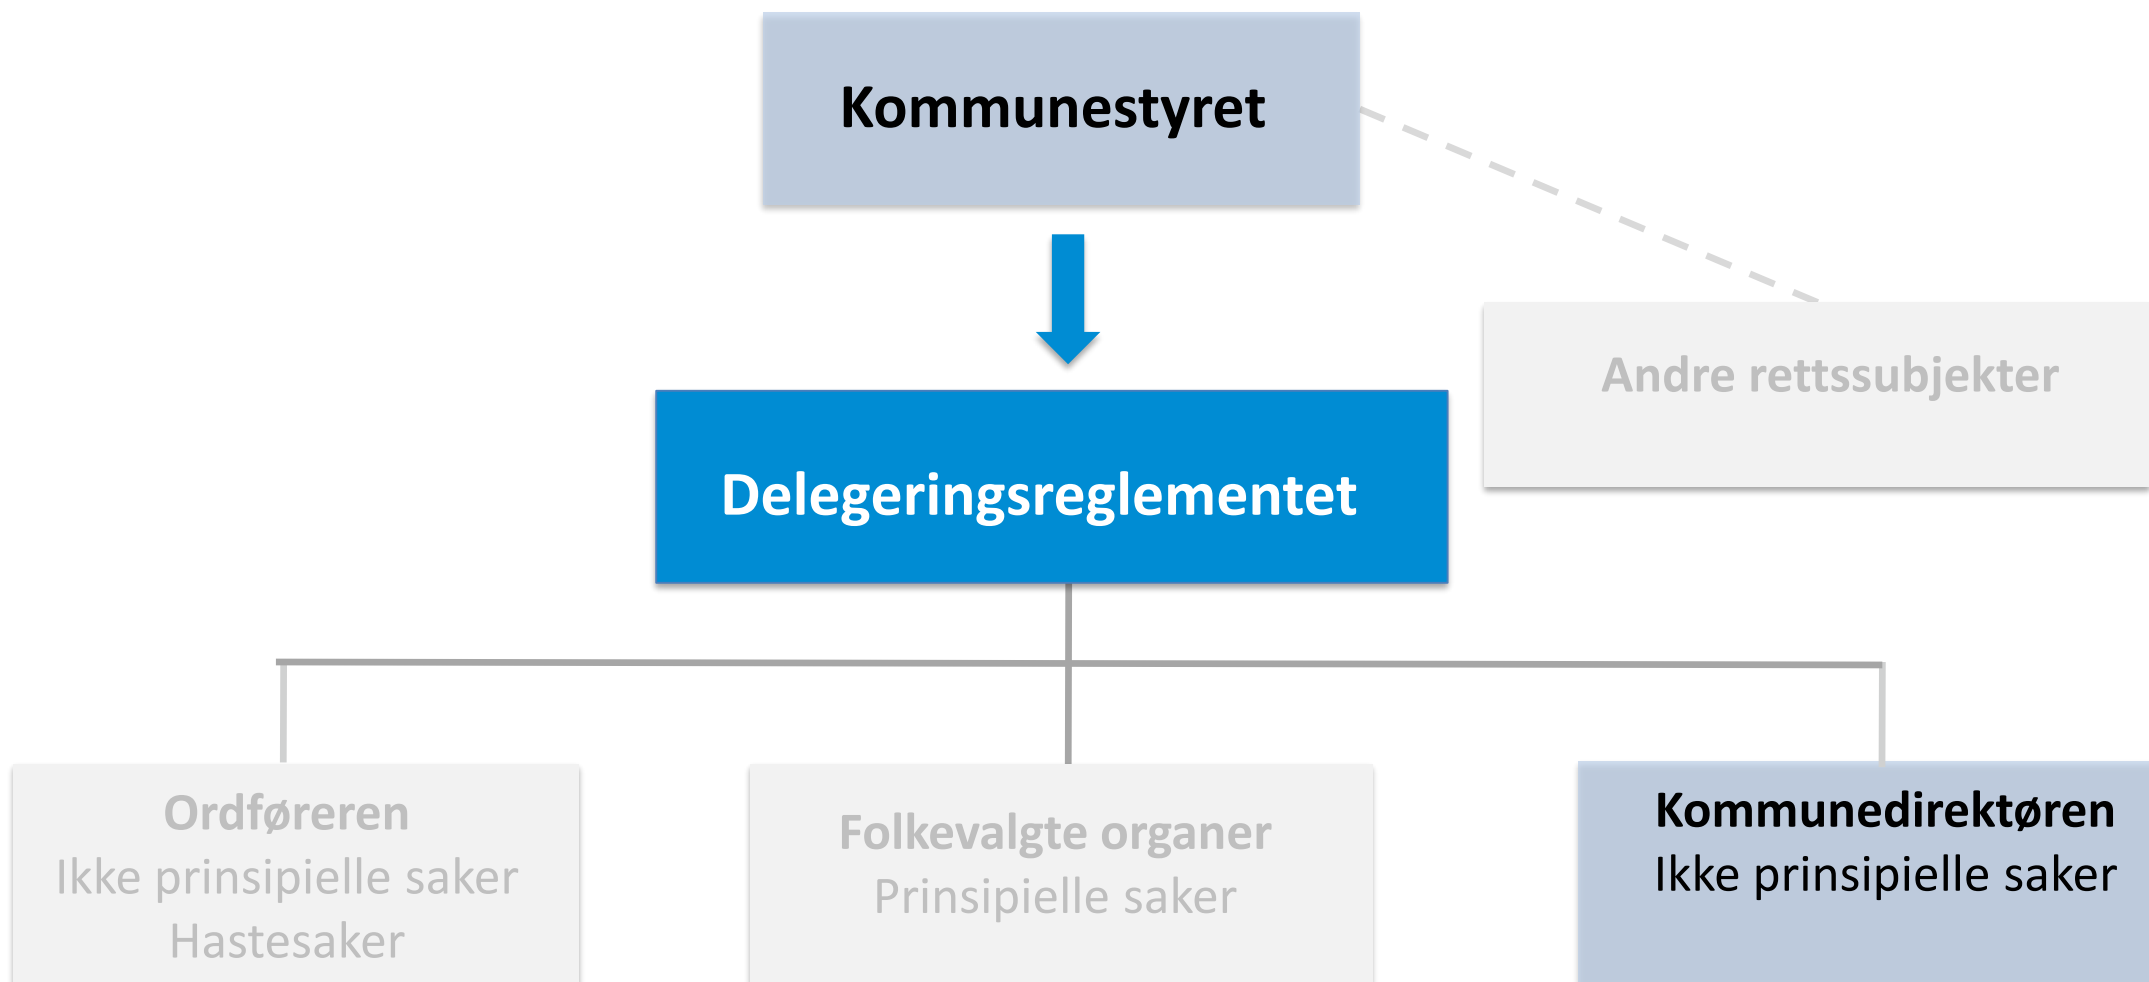 Kommunestyret
Andre rettssubjekter
Delegeringsreglementet
Ordføreren
Ikke prinsipielle saker
Hastesaker
Folkevalgte organer
Prinsipielle saker
Kommunedirektøren
Ikke prinsipielle saker